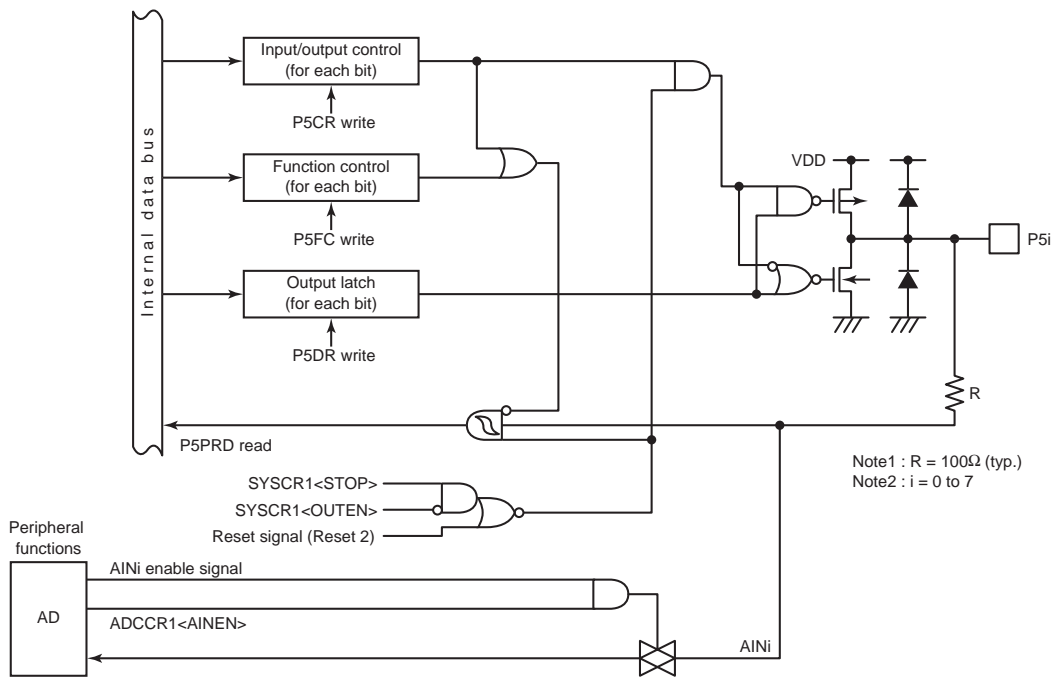 Internal data bus
Input/output control
(for each bit)
P5CR write
Function control
(for each bit)
P5FC write
Output latch
(for each bit)
P5DR write
VDD
P5i
R
P5PRD read
Note1 : R = 100Ω (typ.)
Note2 : i = 0 to 7
SYSCR1<STOP>
SYSCR1<OUTEN>
Reset signal (Reset 2)
Peripheral
functions
AD
AINi enable signal
ADCCR1<AINEN>
AINi